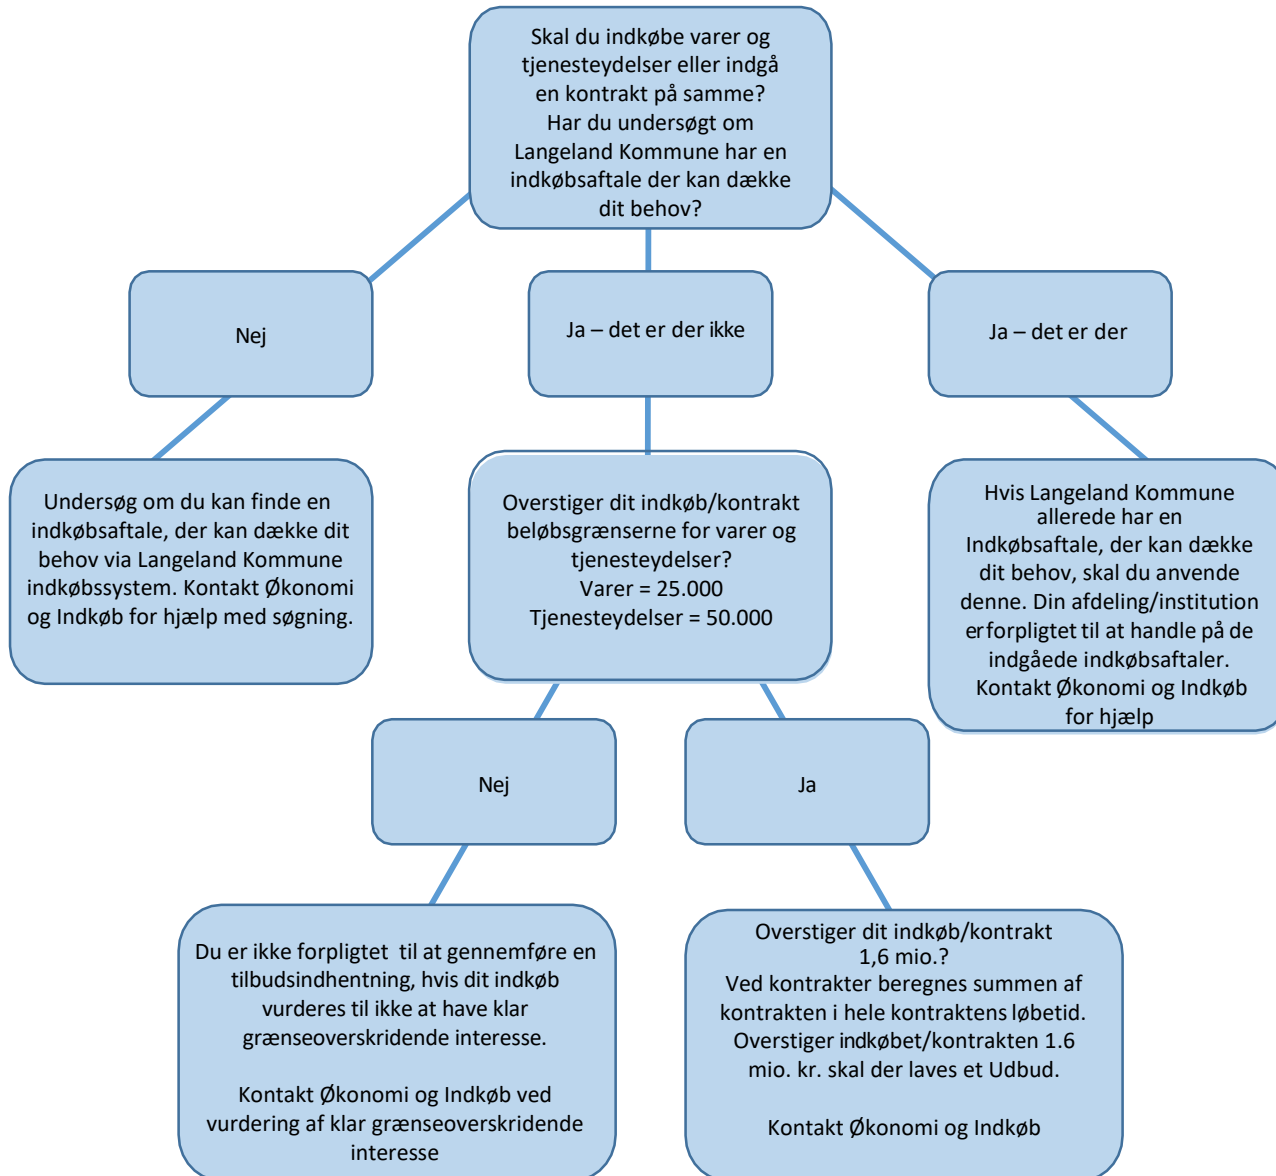 Skal du indkøbe varer og
tjenesteydelser eller indgå
en kontrakt på samme?
Har du undersøgt om
Langeland Kommune har en
indkøbsaftale der kan dække
dit behov?
Nej
Ja – det er der ikke
Ja – det er der
Undersøg om du kan finde en
indkøbsaftale, der kan dække dit
behov via Langeland Kommune
indkøbssystem. Kontakt Økonomi
og Indkøb for hjælp med søgning.
Overstiger dit indkøb/kontrakt
beløbsgrænserne for varer og
tjenesteydelser?
Varer = 25.000
Tjenesteydelser = 50.000
Hvis Langeland Kommune
allerede har en
Indkøbsaftale, der kan dække
dit behov, skal du anvende
denne. Din afdeling/institution
erforpligtet til at handle på de
indgåede indkøbsaftaler.
Kontakt Økonomi og Indkøb
for hjælp
Nej
Ja
Du er ikke forpligtet til at gennemføre en
tilbudsindhentning, hvis dit indkøb
vurderes til ikke at have klar
grænseoverskridende interesse.
Kontakt Økonomi og Indkøb ved
vurdering af klar grænseoverskridende
interesse
Overstiger dit indkøb/kontrakt
1,6 mio.?
Ved kontrakter beregnes summen af
kontrakten i hele kontraktens løbetid.
Overstiger indkøbet/kontrakten 1.6
mio. kr. skal der laves et Udbud.
Kontakt Økonomi og Indkøb